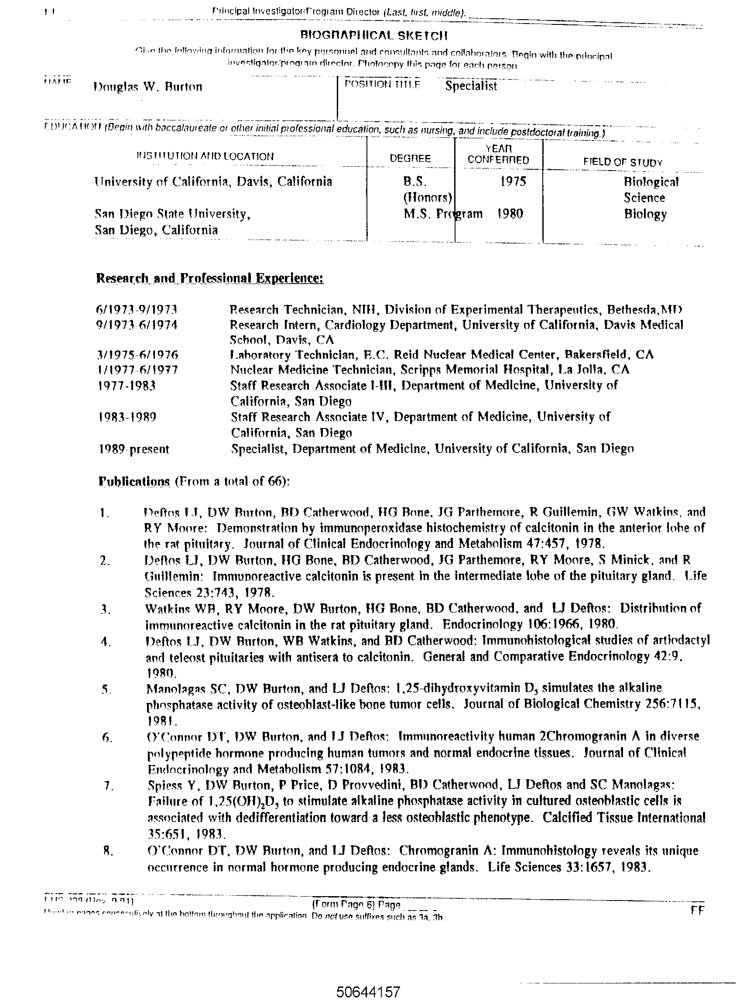 Principal Investigator/Program Director (Last, first, middle).
BIOGRAPHICAL SKETCH
Give the following information for the key personnel and consultants and collaborators. Begin with the principal
investigator/program director. Photocopy this page for each person.
NAME
Douglas W. Burton
POSITION TITLE
Specialist
EDUCATION (Begin with baccalaureate or other initial professional education, such as nursing, and include postdoctoral training.)
INSTITUTION AND LOCATION
DEGREE
YEAR
CONFERRED
FIELD OF STUDY
University of California, Davis, California B.S. 1975 Biological
(Honors) Science
San Diego State University, M.S. Program 1980 Biology
San Diego, California
Research and Professional Experience:
6/1973-9/1973 Research Technician, NIH, Division of Experimental Therapeutics, Bethesda,MD
9/1973-6/1974 Research Intern, Cardiology Department, University of California, Davis Medical
School, Davis, CA
3/1975-6/1976 Laboratory Technician, E.C. Reid Nuclear Medical Center, Bakersfield, CA
1/1977-6/1977 Nuclear Medicine Technician, Scripps Memorial Hospital, La Jolla, CA
1977-1983 Staff Research Associate I-III, Department of Medicine, University of
California, San Diego
1983-1989 Staff Research Associate IV, Department of Medicine, University of
California, San Diego
1989-present Specialist, Department of Medicine, University of California, San Diego
Publications (From a total of 66):
1. Deftos LJ, DW Burton, BD Catherwood, HG Bone, JG Parthemore, R Guillemin, GW Watkins, and
RY Moore: Demonstration by immunoperoxidase histochemistry of calcitonin in the anterior lobe of
the rat pituitary. Journal of Clinical Endocrinology and Metabolism 47:457, 1978.
2. Deftos LJ, DW Burton, HG Bone, BD Catherwood, JG Parthemore, RY Moore, S Minick, and R
Guillemin: Immunoreactive calcitonin is present in the intermediate lobe of the pituitary gland. Life
Sciences 23:743, 1978.
3. Watkins WB, RY Moore, DW Burton, HG Bone, BD Catherwood, and LJ Deftos: Distribution of
immunoreactive calcitonin in the rat pituitary gland. Endocrinology 106:1966, 1980.
4. Deftos LJ, DW Burton, WB Watkins, and BD Catherwood: Immunohistological studies of artiodactyl
and teleost pituitaries with antisera to calcitonin. General and Comparative Endocrinology 42:9,
1980.
5. Manolagas SC, DW Burton, and LJ Deftos: 1,25-dihydroxyvitamin D₃ simulates the alkaline
phosphatase activity of osteoblast-like bone tumor cells. Journal of Biological Chemistry 256:7115,
1981.
6. O'Connor DT, DW Burton, and LJ Deftos: Immunoreactivity human 2Chromogranin A in diverse
polypeptide hormone producing human tumors and normal endocrine tissues. Journal of Clinical
Endocrinology and Metabolism 57:1084, 1983.
7. Spiess Y, DW Burton, P Price, D Provvedini, BD Catherwood, LJ Deftos and SC Manolagas:
Failure of 1,25(OH)₂D₃ to stimulate alkaline phosphatase activity in cultured osteoblastic cells is
associated with dedifferentiation toward a less osteoblastic phenotype. Calcified Tissue International
35:651, 1983.
8. O'Connor DT, DW Burton, and LJ Deftos: Chromogranin A: Immunohistology reveals its unique
occurrence in normal hormone producing endocrine glands. Life Sciences 33:1657, 1983.
PHS 398 (Rev. 9/91) (Form Page 6) Page
Number pages consecutively at the bottom throughout the application. Do not use suffixes such as 3a, 3b.
FF
50644157